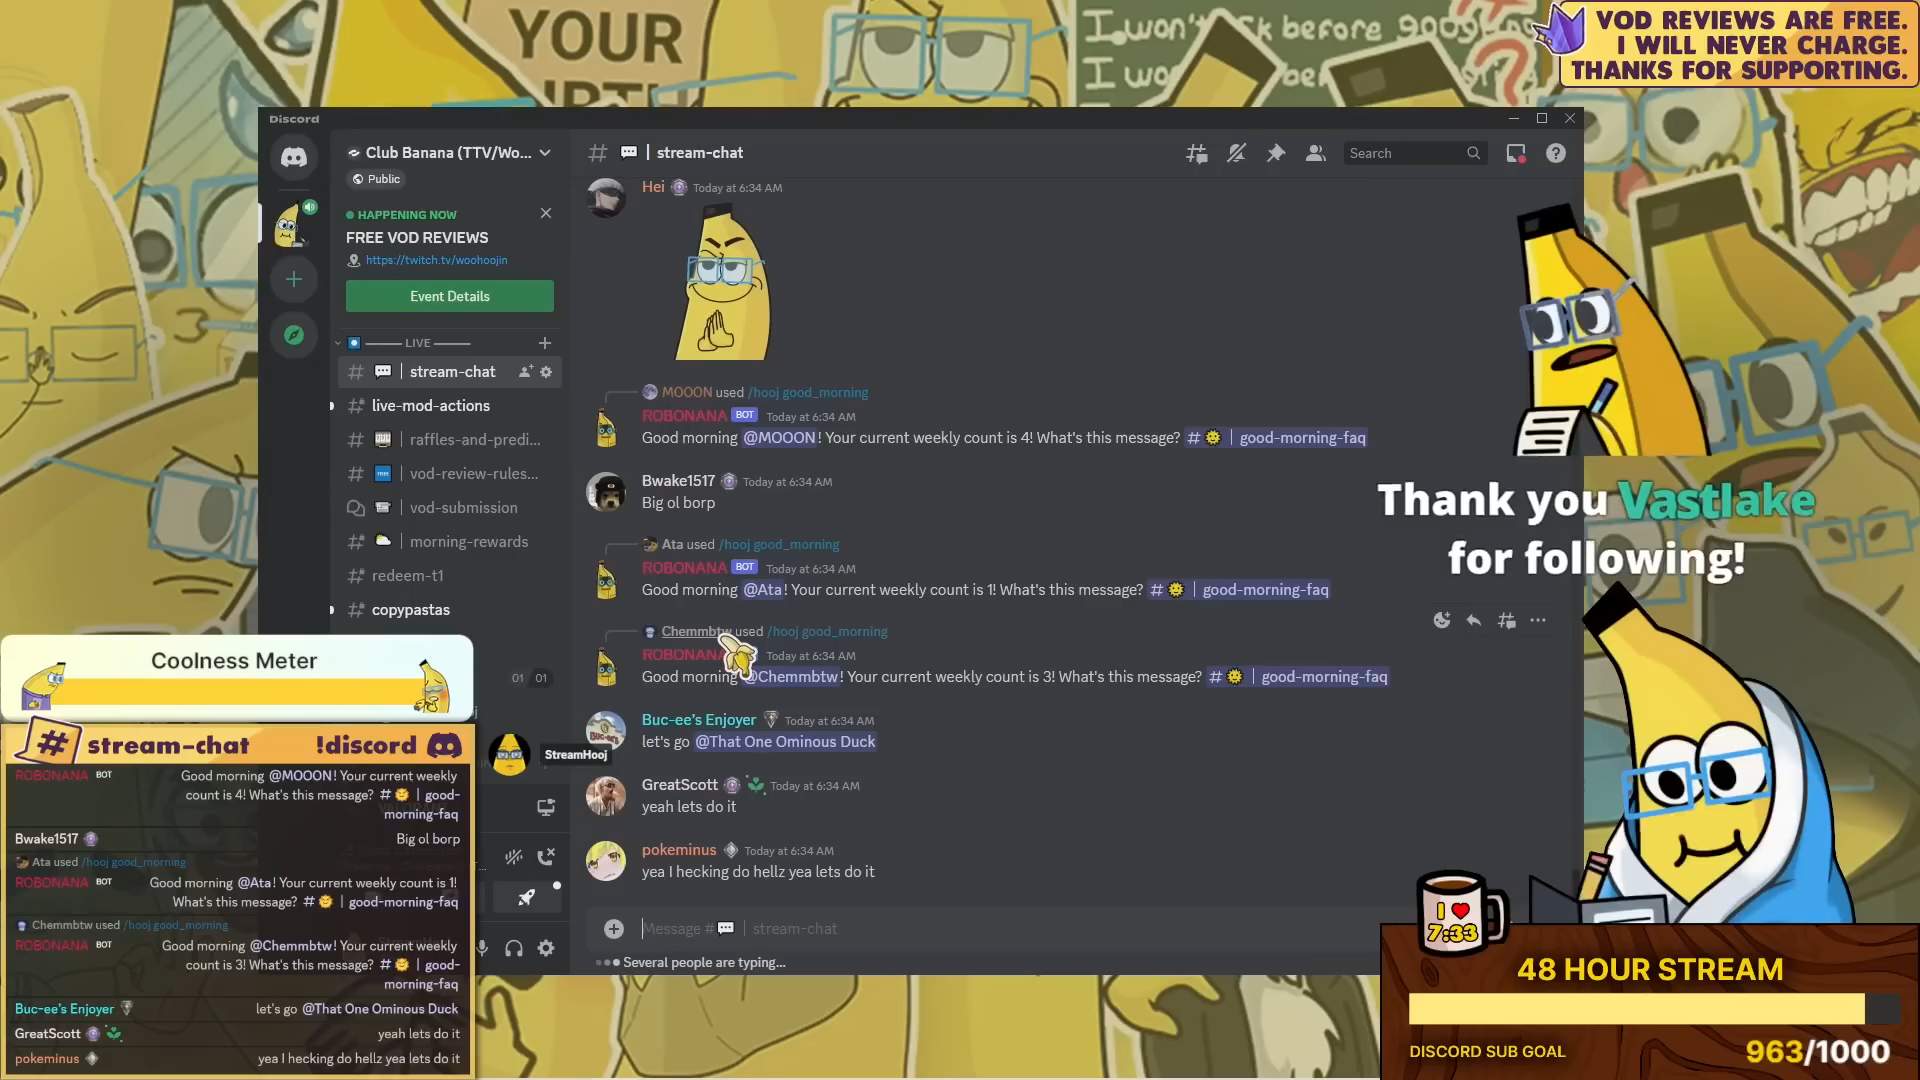 YOUR
VOD REVIEWS ARE FREE.
I WILL NEVER CHARGE.
THANKS FOR SUPPORTING.
Discord
Club Banana (TTV/Wo...
Public
HAPPENING NOW
FREE VOD REVIEWS
https://twitch.tv/woohoojin
Event Details
LIVE
stream-chat
live-mod-actions
raffles-and-predi...
vod-review-rules...
vod-submission
morning-rewards
redeem-t1
copypastas
01 01
StreamHooj
# | stream-chat
Search
Hei Today at 6:34 AM
MOOON used /hooj good_morning
ROBONANA BOT Today at 6:34 AM
Good morning @MOOON! Your current weekly count is 4! What's this message? # | good-morning-faq
Bwake1517 Today at 6:34 AM
Big ol borp
Ata used /hooj good_morning
ROBONANA BOT Today at 6:34 AM
Good morning @Ata! Your current weekly count is 1! What's this message? # | good-morning-faq
Chemmbtw used /hooj good_morning
ROBONANA Today at 6:34 AM
Good morning @Chemmbtw! Your current weekly count is 3! What's this message? # | good-morning-faq
Buc-ee's Enjoyer Today at 6:34 AM
let's go @That One Ominous Duck
GreatScott Today at 6:34 AM
yeah lets do it
pokeminus Today at 6:34 AM
yea I hecking do hellz yea lets do it
Message # | stream-chat
Several people are typing...
Thank you Vastlake
for following!
Coolness Meter
# stream-chat !discord
ROBONANA BOT Good morning @MOOON! Your current weekly
count is 4! What's this message? # | good-
morning-faq
Bwake1517 Big ol borp
Ata used /hooj good_morning
ROBONANA BOT Good morning @Ata! Your current weekly count is 1!
What's this message? # | good-morning-faq
Chemmbtw used /hooj good_morning
ROBONANA BOT Good morning @Chemmbtw! Your current weekly
count is 3! What's this message? # | good-
morning-faq
Buc-ee's Enjoyer let's go @That One Ominous Duck
GreatScott yeah lets do it
pokeminus yea I hecking do hellz yea lets do it
I ❤
7:33
48 HOUR STREAM
DISCORD SUB GOAL
963/1000